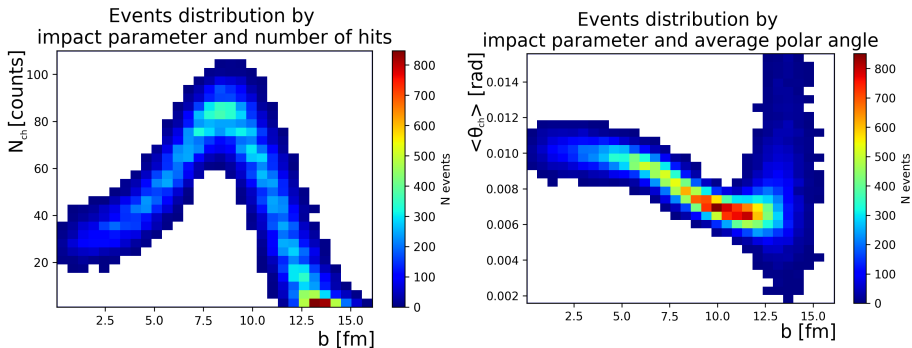 Events distribution by
impact parameter and number of hits
N_ch [counts]
100
80
60
40
20
2.5 5.0 7.5 10.0 12.5 15.0
b [fm]
800
700
600
500
400
300
200
100
0
N events
Events distribution by
impact parameter and average polar angle
<θ_ch> [rad]
0.014
0.012
0.010
0.008
0.006
0.004
0.002
2.5 5.0 7.5 10.0 12.5 15.0
b [fm]
800
700
600
500
400
300
200
100
0
N events